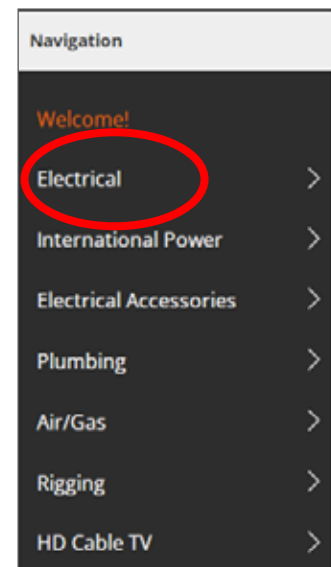 Navigation
Welcome!
Electrical
International Power
Electrical Accessories
Plumbing
Air/Gas
Rigging
HD Cable TV